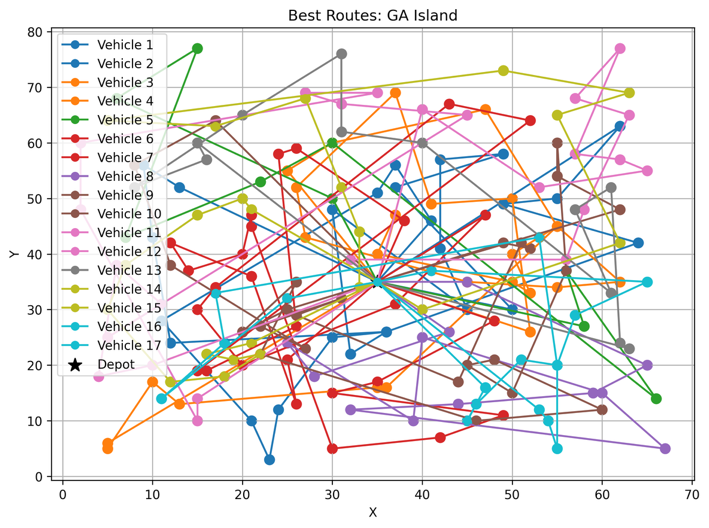 Best Routes: GA Island
80
70
60
50
40
30
20
10
0
Y
0
10
20
30
40
50
60
70
X
Vehicle 1
Vehicle 2
Vehicle 3
Vehicle 4
Vehicle 5
Vehicle 6
Vehicle 7
Vehicle 8
Vehicle 9
Vehicle 10
Vehicle 11
Vehicle 12
Vehicle 13
Vehicle 14
Vehicle 15
Vehicle 16
Vehicle 17
Depot